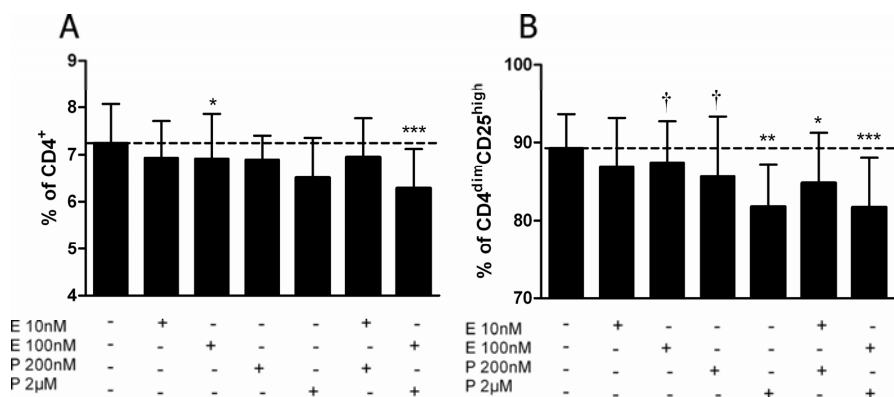 A
% of CD4+
9
8
7
6
5
4
*
***
E 10nM - + - - - + -
E 100nM - - + - - - +
P 200nM - - - + - + -
P 2µM - - - - + - +
B
% of CD4dimCD25high
100
90
80
70
†
†
**
*
***
E 10nM - + - - - + -
E 100nM - - + - - - +
P 200nM - - - + - + -
P 2µM - - - - + - +